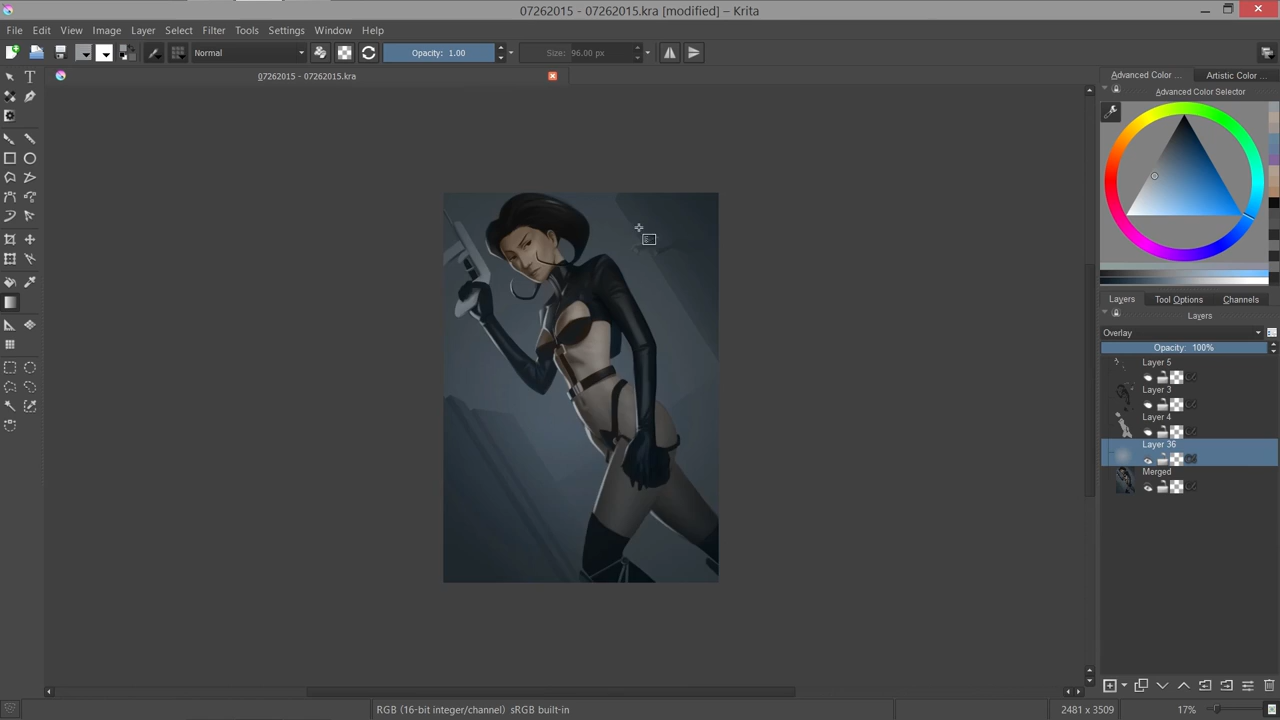 07262015 - 07262015.kra [modified] – Krita
File Edit View Image Layer Select Filter Tools Settings Window Help
Normal Opacity: 1.00 Size: 96.00 px
07262015 - 07262015.kra
Advanced Color ... Artistic Color ...
Advanced Color Selector
Layers Tool Options Channels
Layers
Overlay
Opacity: 100%
Layer 5
Layer 3
Layer 4
Layer 36
Merged
RGB (16-bit integer/channel) sRGB built-in 2481 x 3509 17%